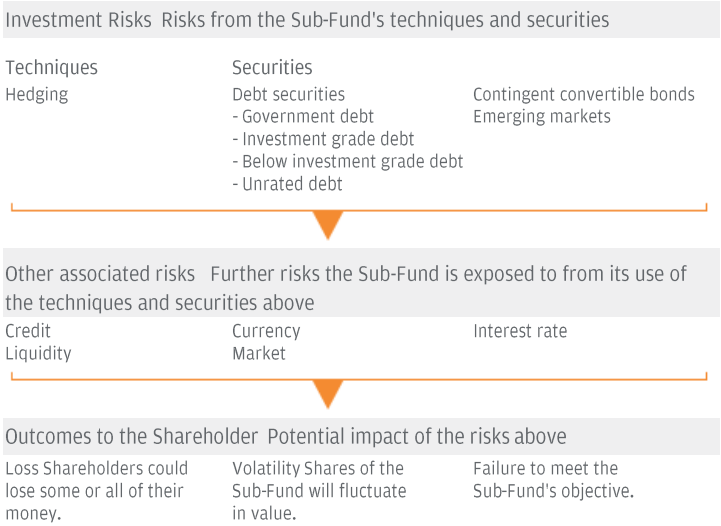 Investment Risks Risks from the Sub-Fund's techniques and securities
Techniques
Hedging
Securities
Debt securities
- Government debt
- Investment grade debt
- Below investment grade debt
- Unrated debt
Contingent convertible bonds
Emerging markets
Other associated risks Further risks the Sub-Fund is exposed to from its use of
the techniques and securities above
Credit
Liquidity
Currency
Market
Interest rate
Outcomes to the Shareholder Potential impact of the risks above
Loss Shareholders could
lose some or all of their
money.
Volatility Shares of the
Sub-Fund will fluctuate
in value.
Failure to meet the
Sub-Fund's objective.